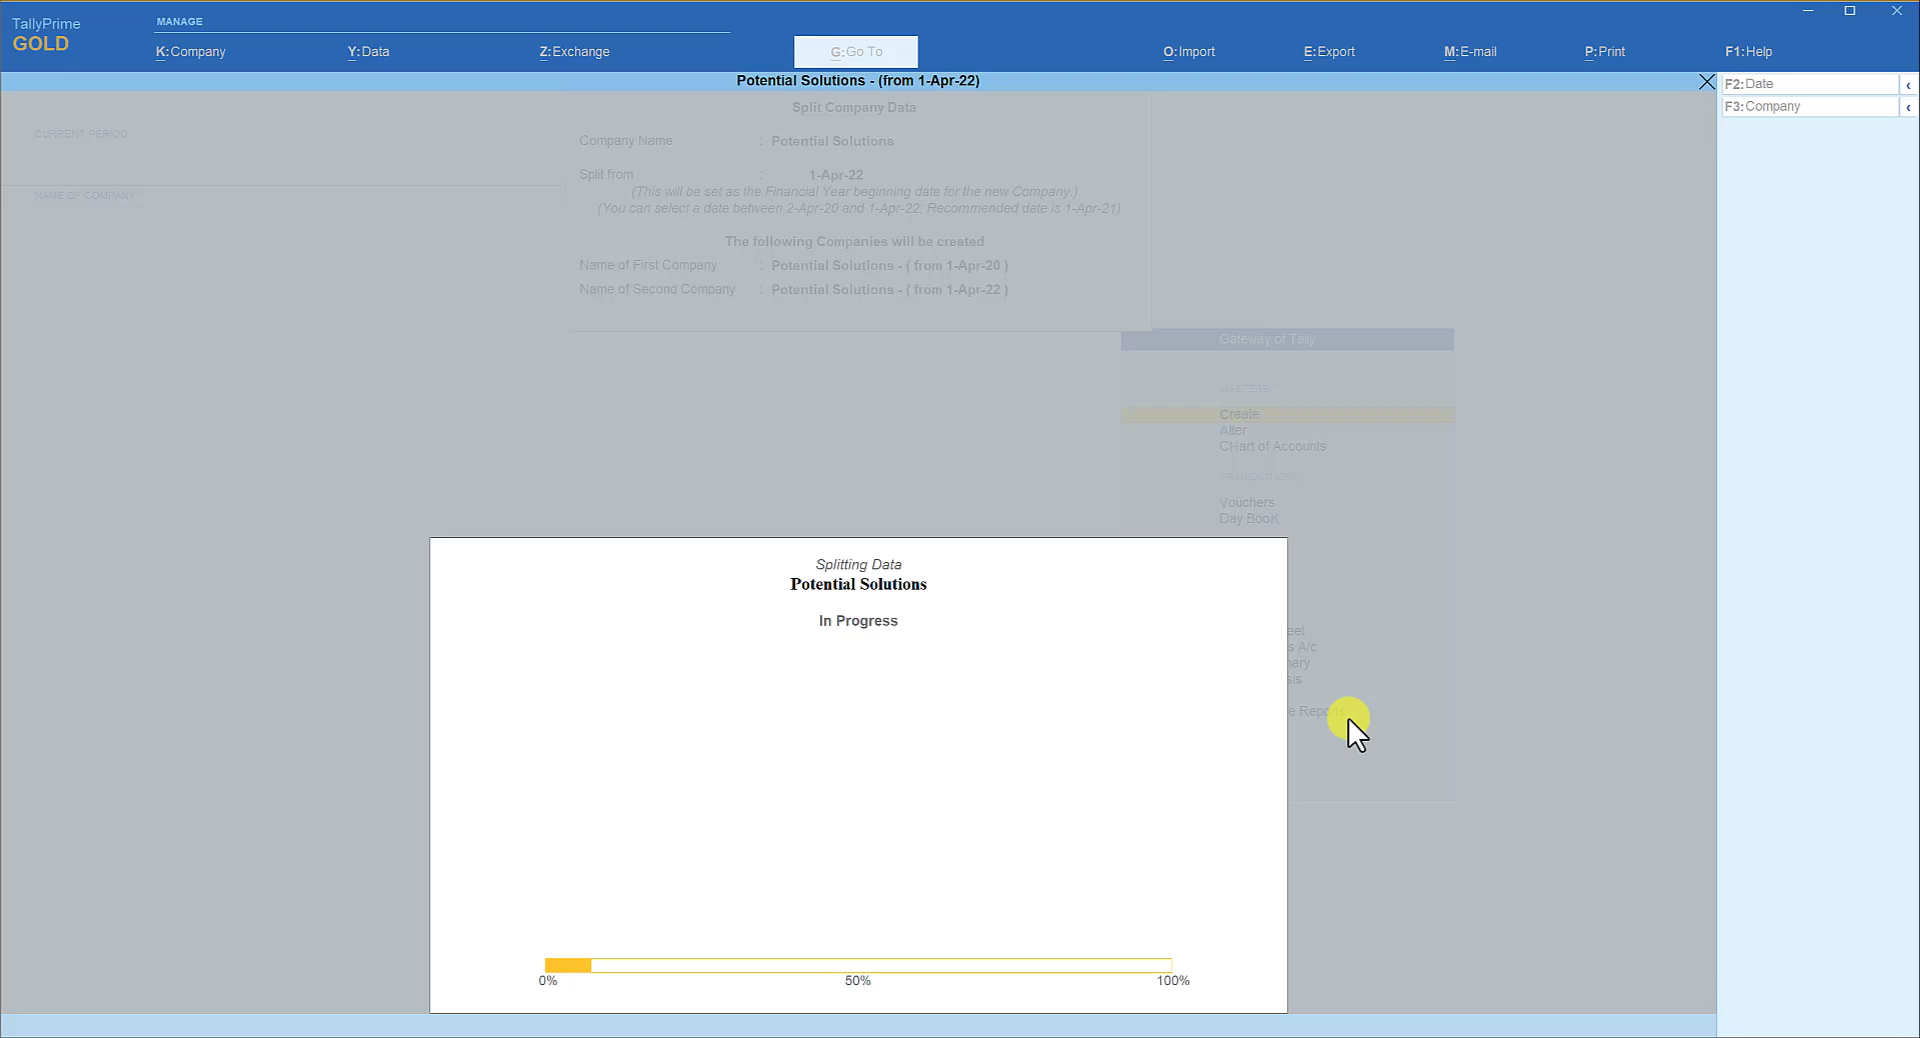 TallyPrime
GOLD
MANAGE
K:Company
Y:Data
Z:Exchange
G:Go To
O:Import
E:Export
M:E-mail
P:Print
F1:Help
Potential Solutions - (from 1-Apr-22)
F2:Date
F3:Company
Split Company Data
CURRENT PERIOD
Company Name : Potential Solutions
Split from : 1-Apr-22
(This will be set as the Financial Year beginning date for the new Company.)
NAME OF COMPANY
(You can select a date between 2-Apr-20 and 1-Apr-22; Recommended date is 1-Apr-21)
The following Companies will be created
Name of First Company : Potential Solutions - ( from 1-Apr-20 )
Name of Second Company : Potential Solutions - ( from 1-Apr-22 )
Gateway of Tally
MASTERS
Create
Alter
CHart of Accounts
TRANSACTIONS
Vouchers
Day BooK
Splitting Data
Potential Solutions
In Progress
eet
s A/c
nary
sis
e Reports
0%
50%
100%